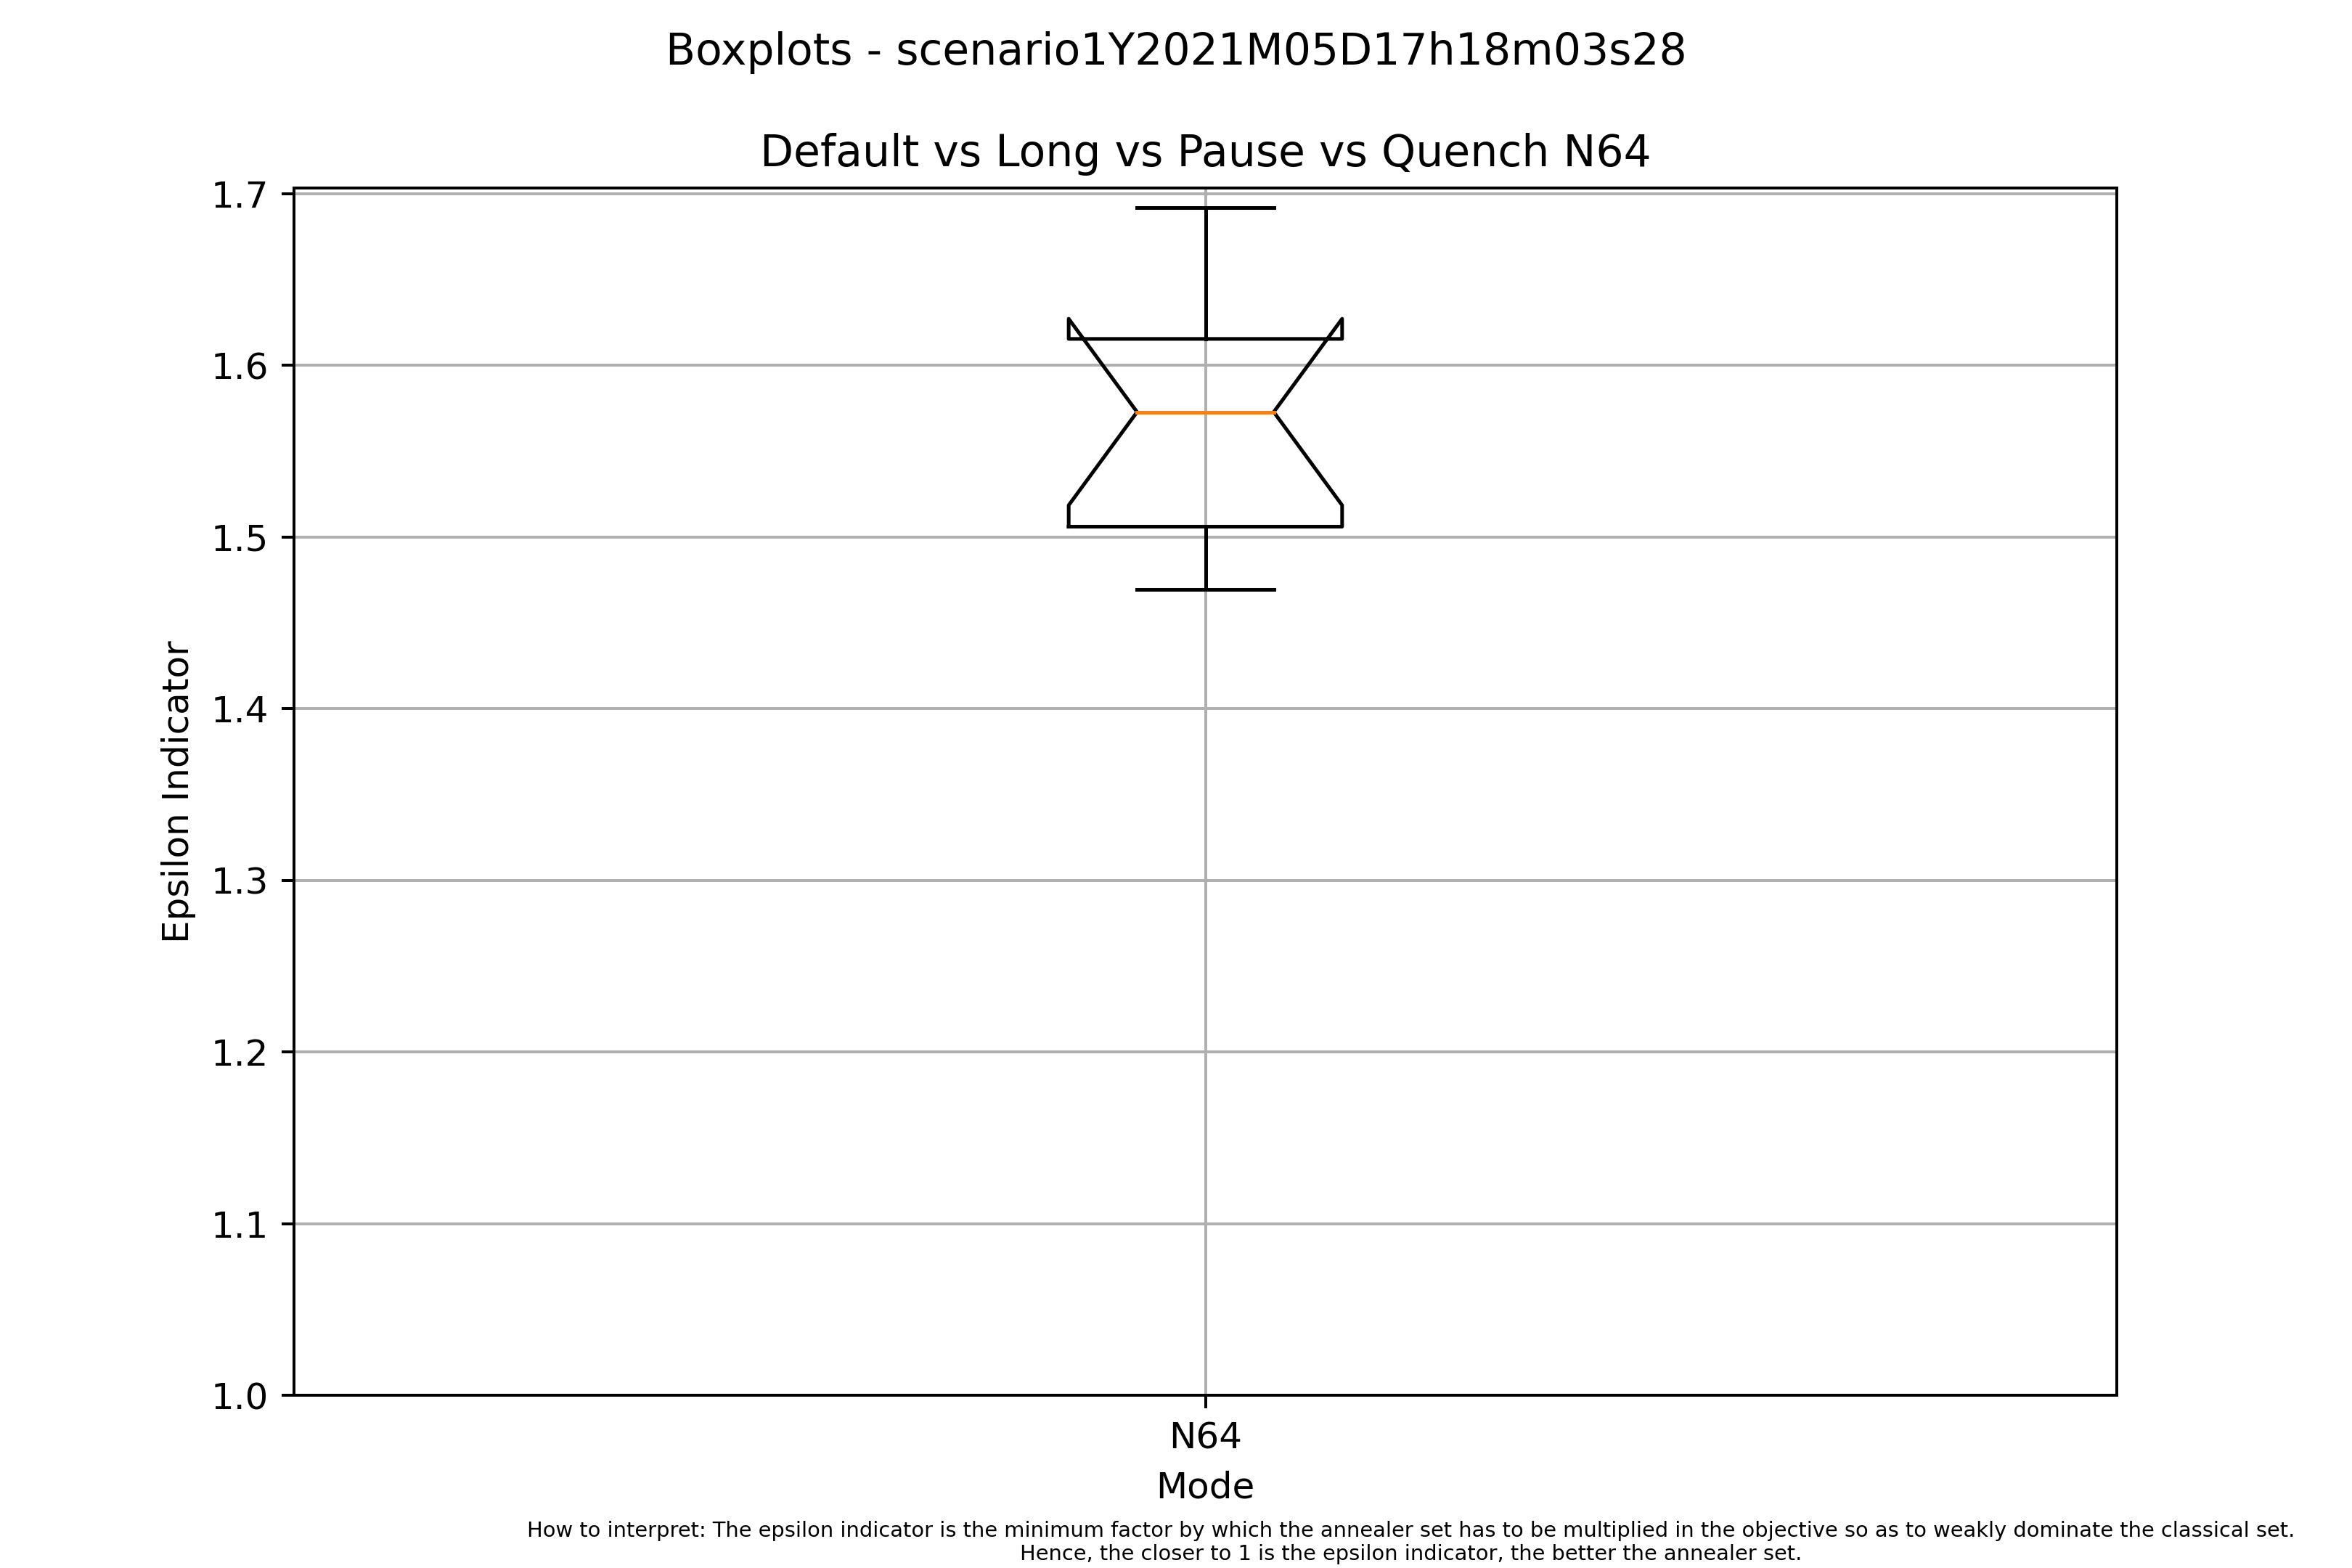 Boxplots - scenario1Y2021M05D17h18m03s28
Default vs Long vs Pause vs Quench N64
1.7
1.6
1.5
1.4
1.3
1.2
1.1
1.0
Epsilon Indicator
N64
Mode
How to interpret: The epsilon indicator is the minimum factor by which the annealer set has to be multiplied in the objective so as to weakly dominate the classical set.
Hence, the closer to 1 is the epsilon indicator, the better the annealer set.